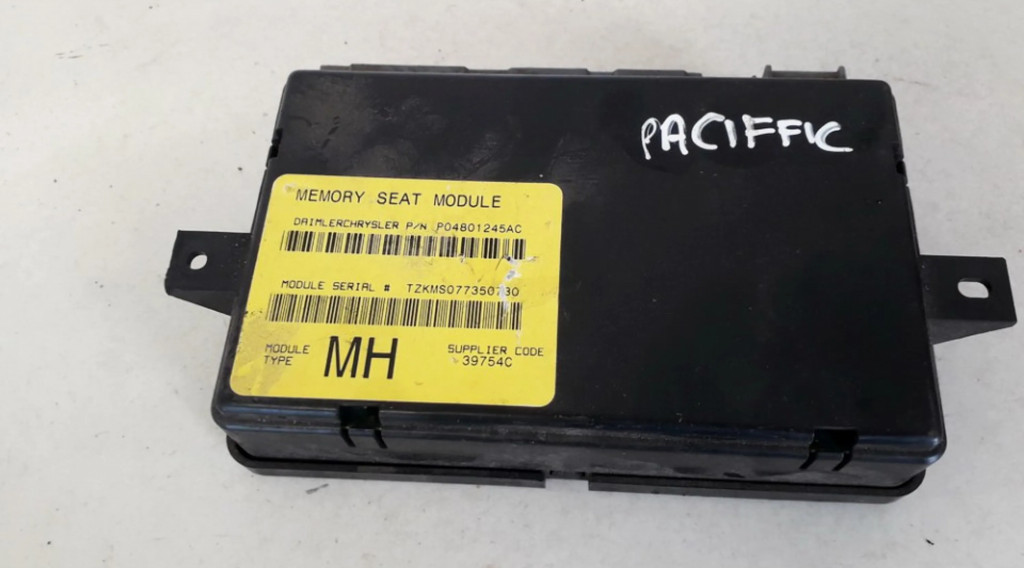 PACIFFIC
MEMORY SEAT MODULE
DAIMLERCHRYSLER P/N P04801245AC
MODULE SERIAL # TZKMS077350730
MODULE TYPE MH
SUPPLIER CODE
39754C